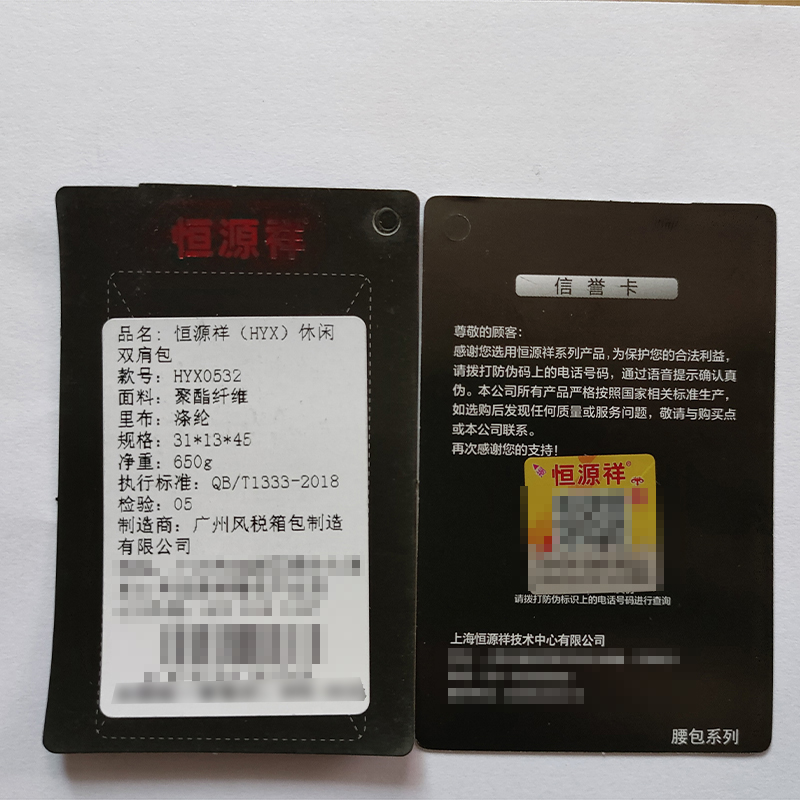 恒源祥
品名：恒源祥（HYX）休闲
双肩包
款号：HYX0532
面料：聚酯纤维
里布：涤纶
规格：31*13*45
净重：650g
执行标准：QB/T1333-2018
检验：05
制造商：广州风税箱包制造
有限公司
信誉卡
尊敬的顾客：
感谢您选用恒源祥系列产品，为保护您的合法利益，
请拨打防伪码上的电话号码，通过语音提示确认真
伪。本公司所有产品严格按照国家相关标准生产，
如选购后发现任何质量或服务问题，敬请与购买点
或本公司联系。
再次感谢您的支持！
恒源祥®
请拨打防伪标识上的电话号码进行查询
上海恒源祥技术中心有限公司
腰包系列